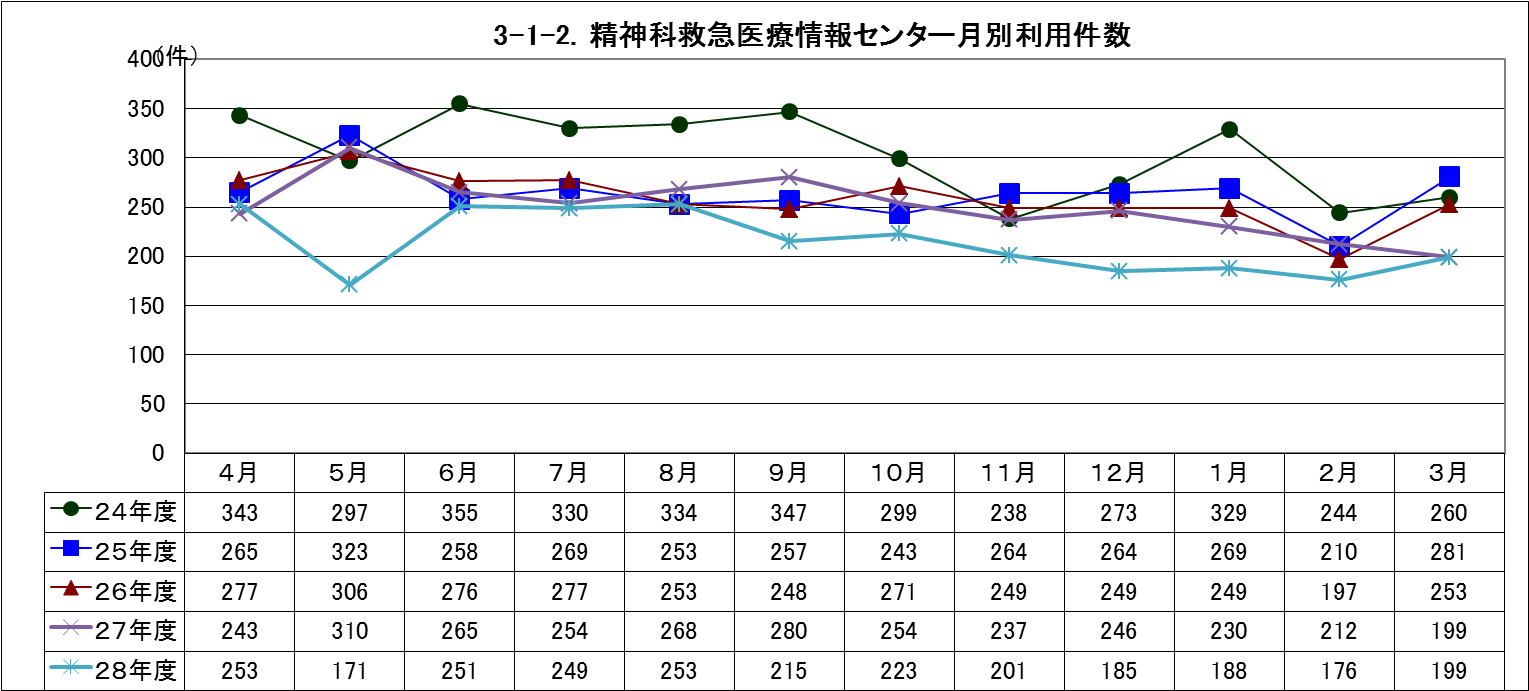 3-1-2. 精神科救急医療情報センター月別利用件数
(件)
400
350
300
250
200
150
100
50
0
4月 5月 6月 7月 8月 9月 10月 11月 12月 1月 2月 3月
24年度 343 297 355 330 334 347 299 238 273 329 244 260
25年度 265 323 258 269 253 257 243 264 264 269 210 281
26年度 277 306 276 277 253 248 271 249 249 249 197 253
27年度 243 310 265 254 268 280 254 237 246 230 212 199
28年度 253 171 251 249 253 215 223 201 185 188 176 199